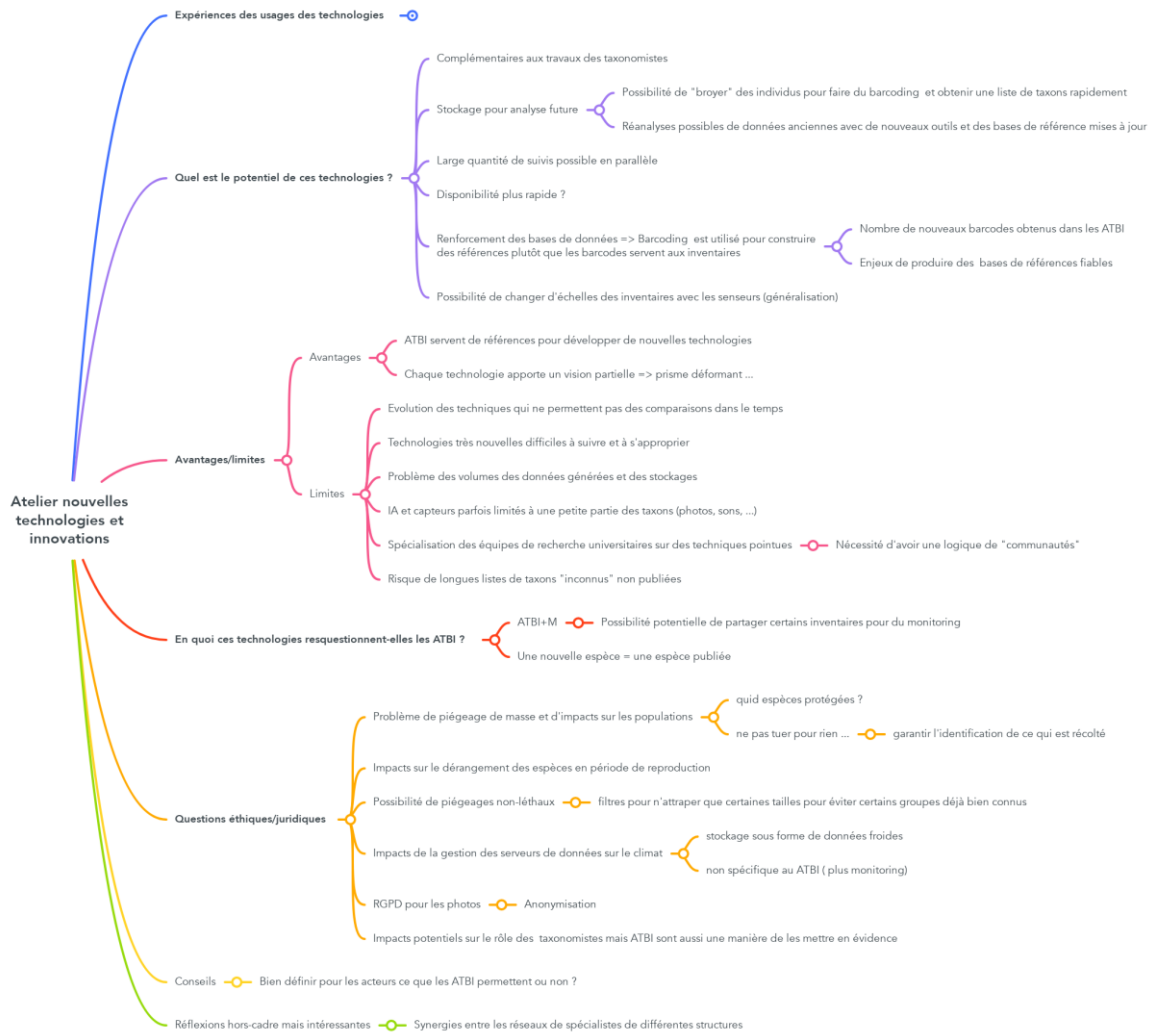 Expériences des usages des technologies
Complémentaires aux travaux des taxonomistes
Possibilité de "broyer" des individus pour faire du barcoding et obtenir une liste de taxons rapidement
Stockage pour analyse future
Réanalyses possibles de données anciennes avec de nouveaux outils et des bases de référence mises à jour
Large quantité de suivis possible en parallèle
Quel est le potentiel de ces technologies ?
Disponibilité plus rapide ?
Nombre de nouveaux barcodes obtenus dans les ATBI
Renforcement des bases de données => Barcoding est utilisé pour construire
des références plutôt que les barcodes servent aux inventaires
Enjeux de produire des bases de références fiables
Possibilité de changer d'échelles des inventaires avec les senseurs (généralisation)
ATBI servent de références pour développer de nouvelles technologies
Avantages
Chaque technologie apporte un vision partielle => prisme déformant ...
Evolution des techniques qui ne permettent pas des comparaisons dans le temps
Technologies très nouvelles difficiles à suivre et à s'approprier
Avantages/limites
Problème des volumes des données générées et des stockages
Limites
IA et capteurs parfois limités à une petite partie des taxons (photos, sons, ...)
Spécialisation des équipes de recherche universitaires sur des techniques pointues
Nécessité d'avoir une logique de "communautés"
Risque de longues listes de taxons "inconnus" non publiées
Atelier nouvelles
technologies et
innovations
ATBI+M
Possibilité potentielle de partager certains inventaires pour du monitoring
En quoi ces technologies resquestionnent-elles les ATBI ?
Une nouvelle espèce = une espèce publiée
quid espèces protégées ?
Problème de piégeage de masse et d'impacts sur les populations
ne pas tuer pour rien ...
garantir l'identification de ce qui est récolté
Impacts sur le dérangement des espèces en période de reproduction
Possibilité de piégeages non-léthaux
filtres pour n'attraper que certaines tailles pour éviter certains groupes déjà bien connus
Questions éthiques/juridiques
stockage sous forme de données froides
Impacts de la gestion des serveurs de données sur le climat
non spécifique au ATBI ( plus monitoring)
RGPD pour les photos
Anonymisation
Impacts potentiels sur le rôle des taxonomistes mais ATBI sont aussi une manière de les mettre en évidence
Conseils
Bien définir pour les acteurs ce que les ATBI permettent ou non ?
Réflexions hors-cadre mais intéressantes
Synergies entre les réseaux de spécialistes de différentes structures